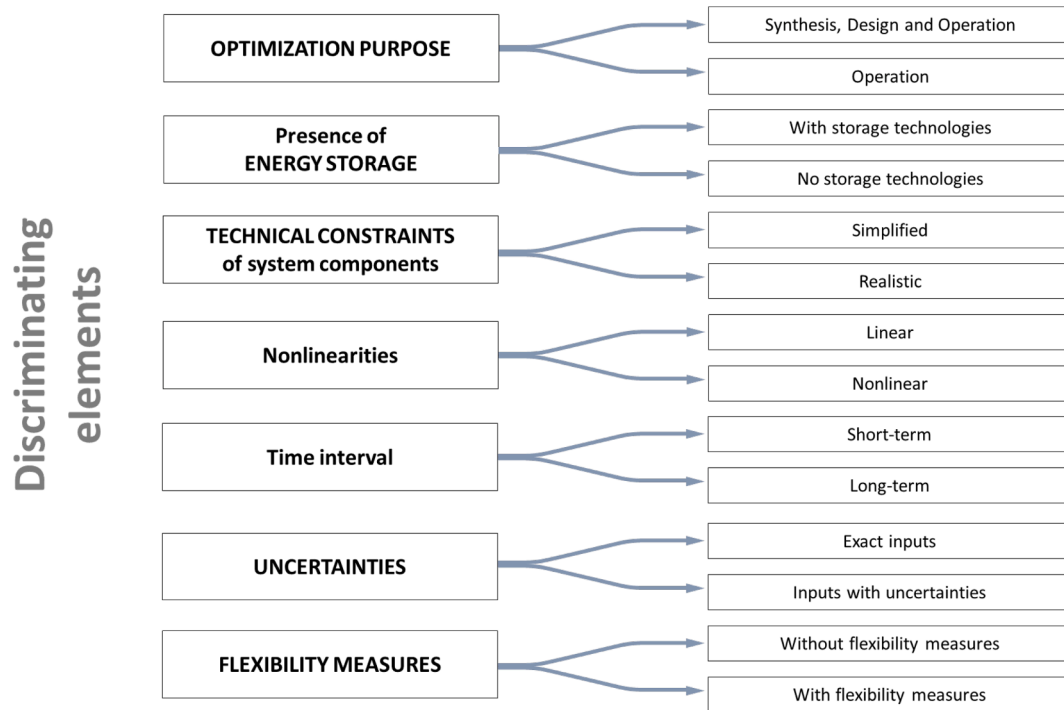 Discriminating
elements
OPTIMIZATION PURPOSE
Synthesis, Design and Operation
Operation
Presence of
ENERGY STORAGE
With storage technologies
No storage technologies
TECHNICAL CONSTRAINTS
of system components
Simplified
Realistic
Nonlinearities
Linear
Nonlinear
Time interval
Short-term
Long-term
UNCERTAINTIES
Exact inputs
Inputs with uncertainties
FLEXIBILITY MEASURES
Without flexibility measures
With flexibility measures